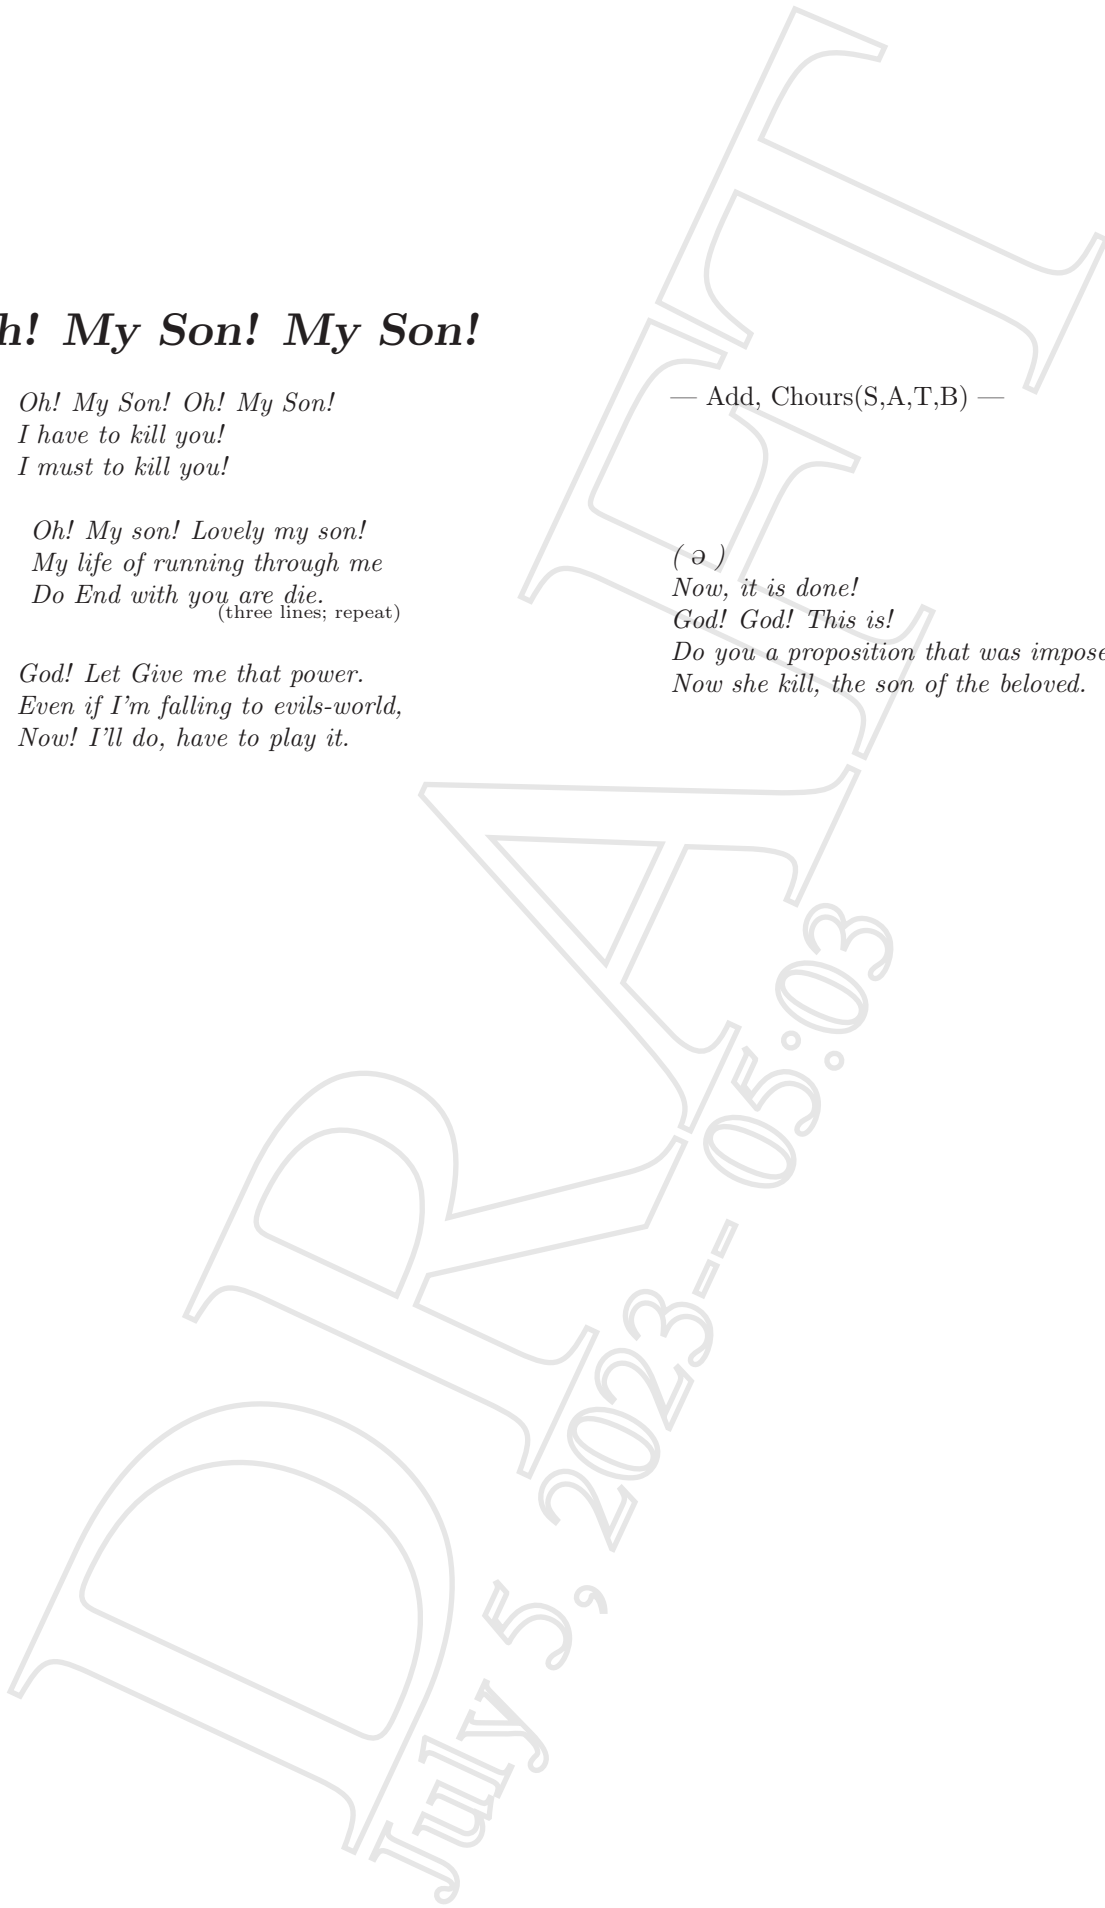 h! My Son! My Son!
Oh! My Son! Oh! My Son!
I have to kill you!
I must to kill you!
Oh! My son! Lovely my son!
My life of running through me
Do End with you are die.
(three lines; repeat)
God! Let Give me that power.
Even if I'm falling to evils-world,
Now! I'll do, have to play it.
— Add, Chours(S,A,T,B) —
( ə )
Now, it is done!
God! God! This is!
Do you a proposition that was impose
Now she kill, the son of the beloved.
DRAFT
July 5, 2023-- 05:03